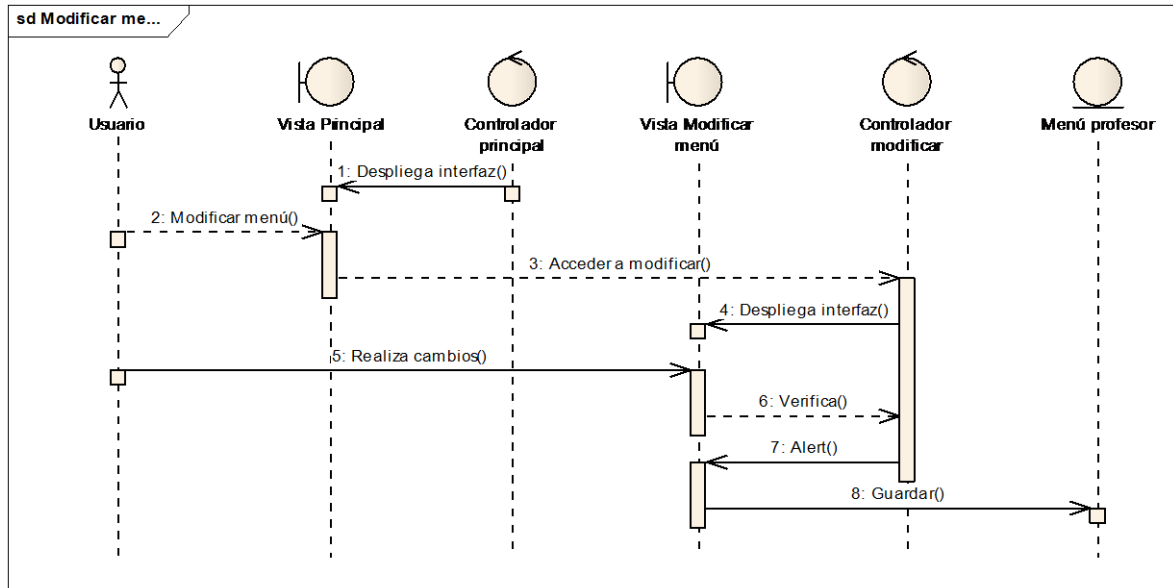 sd Modificar me...
Usuario
Vista Principal
Controlador
principal
Vista Modificar
menú
Controlador
modificar
Menú profesor
1: Despliega interfaz()
2: Modificar menú()
3: Acceder a modificar()
4: Despliega interfaz()
5: Realiza cambios()
6: Verifica()
7: Alert()
8: Guardar()